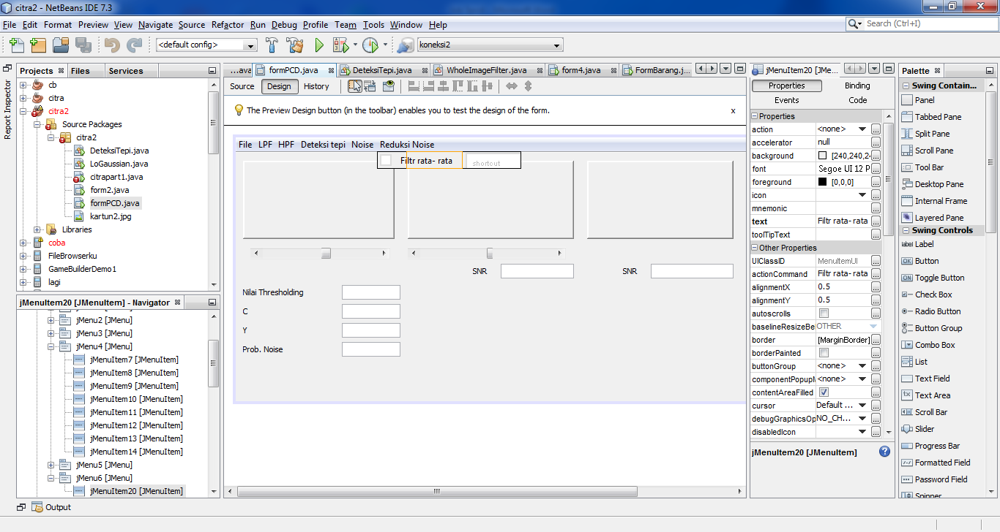 citra2 - NetBeans IDE 7.3
File Edit Format Preview View Navigate Source Refactor Run Debug Profile Team Tools Window Help
Search (Ctrl+I)
<default config>
koneksi2
Report Inspector
Projects Files Services
cb
citra
citra2
Source Packages
citra2
DeteksiTepi.java
LoGaussian.java
citrapart1.java
form2.java
formPCD.java
kartun2.jpg
Libraries
coba
FileBrowserku
GameBuilderDemo1
lagi
jMenuItem20 [JMenuItem] - Navigator
jMenu2 [JMenu]
jMenu3 [JMenu]
jMenu4 [JMenu]
jMenuItem7 [JMenuItem]
jMenuItem8 [JMenuItem]
jMenuItem9 [JMenuItem]
jMenuItem10 [JMenuItem]
jMenuItem11 [JMenuItem]
jMenuItem12 [JMenuItem]
jMenuItem13 [JMenuItem]
jMenuItem14 [JMenuItem]
jMenu5 [JMenu]
jMenu6 [JMenu]
jMenuItem20 [JMenuItem]
Output
...ava formPCD.java DeteksiTepi.java WholeImageFilter.java form4.java FormBarang.j...
Source Design History
The Preview Design button (in the toolbar) enables you to test the design of the form. x
File LPF HPF Deteksi tepi Noise Reduksi Noise
Filtr rata- rata shortcut
SNR SNR
Nilai Thresholding
C
Y
Prob. Noise
jMenuItem20 [JMe...
Properties Binding
Events Code
Properties
action <none> ...
accelerator null ...
background [240,240,2 ...
font Segoe UI 12 P ...
foreground [0,0,0] ...
icon ...
mnemonic ...
text Filtr rata- rata ...
toolTipText ...
Other Properties
UIClassID MenuItemUI ...
actionCommand Filtr rata- rata ...
alignmentX 0.5 ...
alignmentY 0.5 ...
autoscrolls ...
baselineResizeBe OTHER ...
border [MarginBorder] ...
borderPainted ...
buttonGroup <none> ...
componentPopupM <none> ...
contentAreaFilled ...
cursor Default ... ...
debugGraphicsOp NO_CH... ...
disabledIcon ...
jMenuItem20 [JMenuItem]
Palette
Swing Contain...
Panel
Tabbed Pane
Split Pane
Scroll Pane
Tool Bar
Desktop Pane
Internal Frame
Layered Pane
Swing Controls
label Label
OK Button
ON Toggle Button
Check Box
Radio Button
Button Group
Combo Box
List
Text Field
Text Area
Scroll Bar
Slider
Progress Bar
Formatted Field
Password Field
Spinner